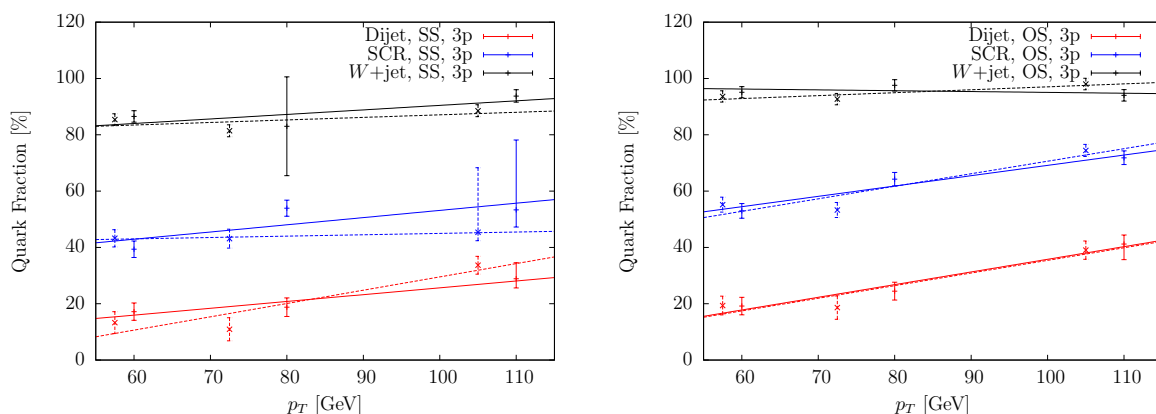 120
100
80
60
40
20
0
Quark Fraction [%]
60 70 80 90 100 110
p_T [GeV]
Dijet, SS, 3p
SCR, SS, 3p
W+jet, SS, 3p
120
100
80
60
40
20
0
Quark Fraction [%]
60 70 80 90 100 110
p_T [GeV]
Dijet, OS, 3p
SCR, OS, 3p
W+jet, OS, 3p